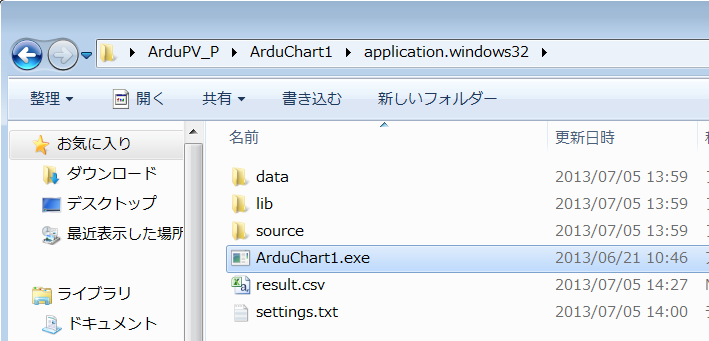 ArduPV_P ArduChart1 application.windows32
整理 開く 共有 書き込む 新しいフォルダー
お気に入り
ダウンロード
デスクトップ
最近表示した場所
ライブラリ
ドキュメント
名前 更新日時
data 2013/07/05 13:59
lib 2013/07/05 13:59
source 2013/07/05 13:59
ArduChart1.exe 2013/06/21 10:46
result.csv 2013/07/05 14:27
settings.txt 2013/07/05 14:00